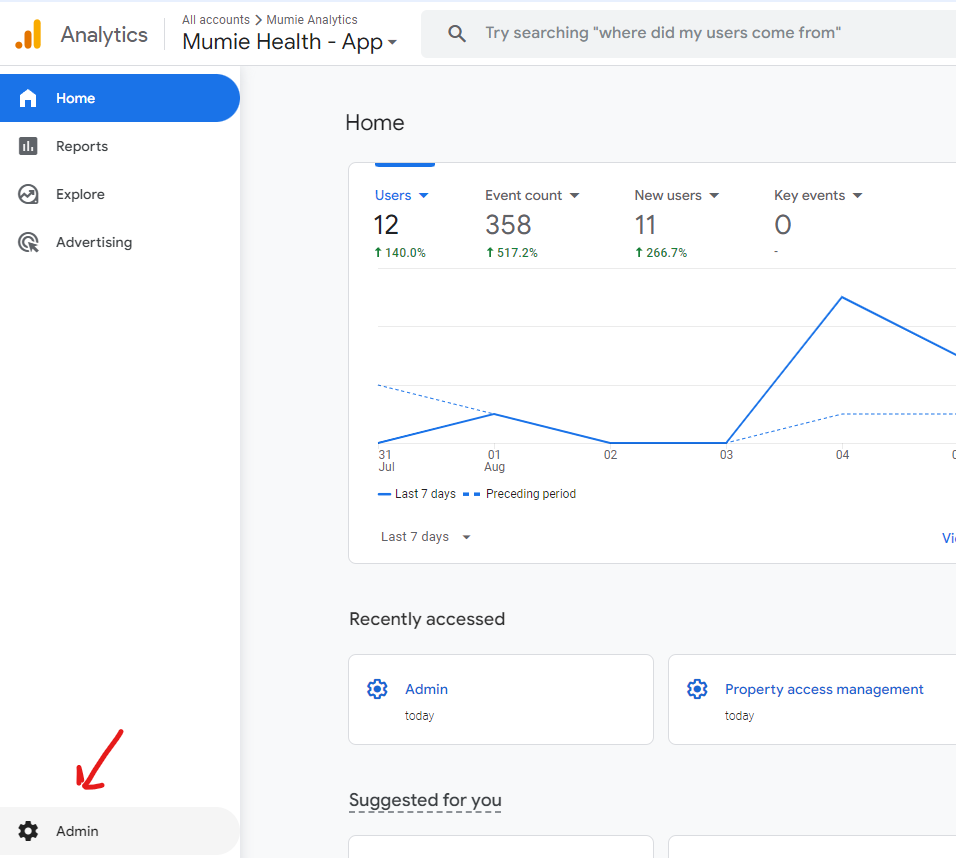 Analytics
All accounts > Mumie Analytics
Mumie Health - App
Try searching "where did my users come from"
Home
Reports
Explore
Advertising
Admin
Home
Users Event count New users Key events
12 358 11 0
140.0% 517.2% 266.7% -
31 01 02 03 04
Jul Aug
Last 7 days Preceding period
Last 7 days
Recently accessed
Admin
today
Property access management
today
Suggested for you